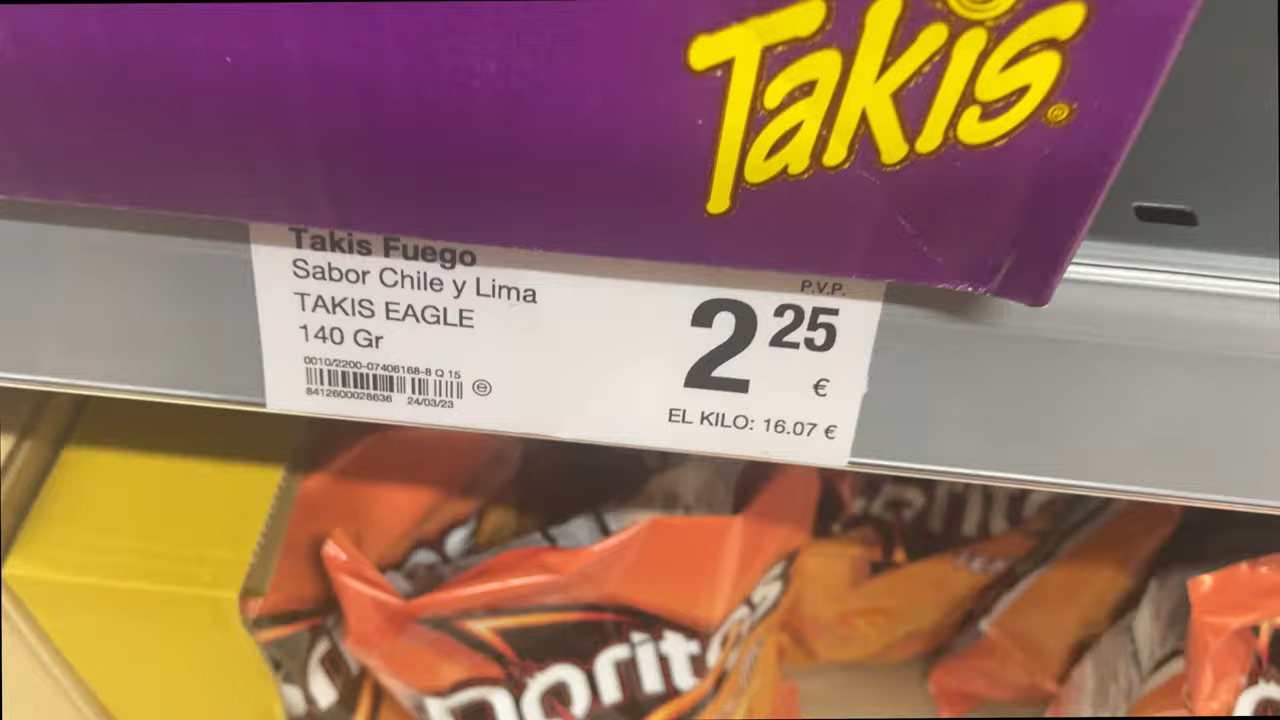 Takis
Takis Fuego
Sabor Chile y Lima
TAKIS EAGLE
140 Gr
0010/2200-07406168-8 Q 15
8412600028636 24/03/23
P.V.P.
2 25
€
EL KILO: 16.07 €
Doritos